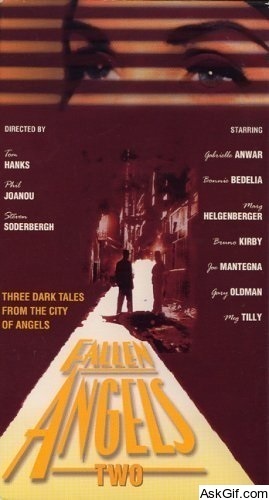 DIRECTED BY
Tom
HANKS
Phil
JOANOU
Steven
SODERBERGH
STARRING
Gabrielle ANWAR
Bonnie BEDELIA
Marg
HELGENBERGER
Bruno KIRBY
Joe MANTEGNA
Gary OLDMAN
Meg TILLY
THREE DARK TALES
FROM THE CITY
OF ANGELS
FALLEN
ANGELS
TWO
AskGif.com